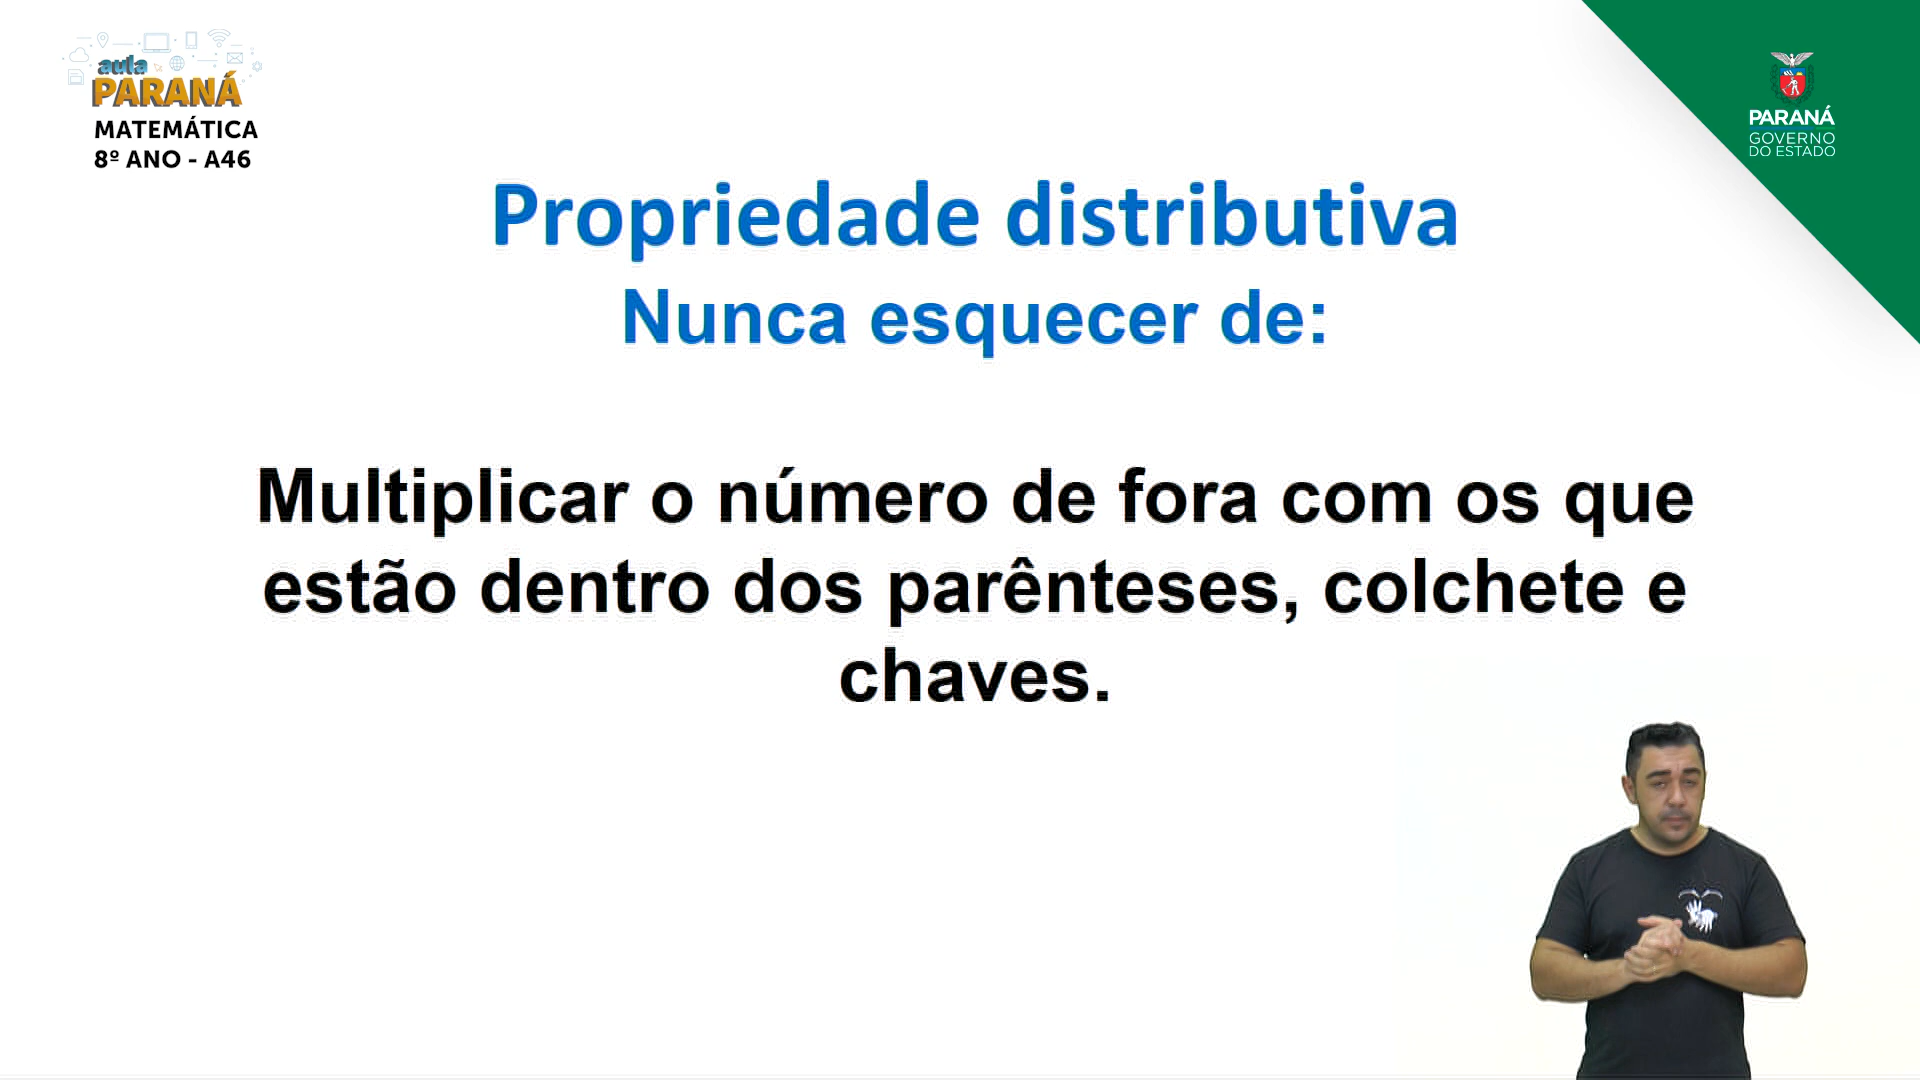 aula
PARANÁ
MATEMÁTICA
8º ANO - A46
PARANÁ
GOVERNO
DO ESTADO
Propriedade distributiva
Nunca esquecer de:
Multiplicar o número de fora com os que
estão dentro dos parênteses, colchete e
chaves.